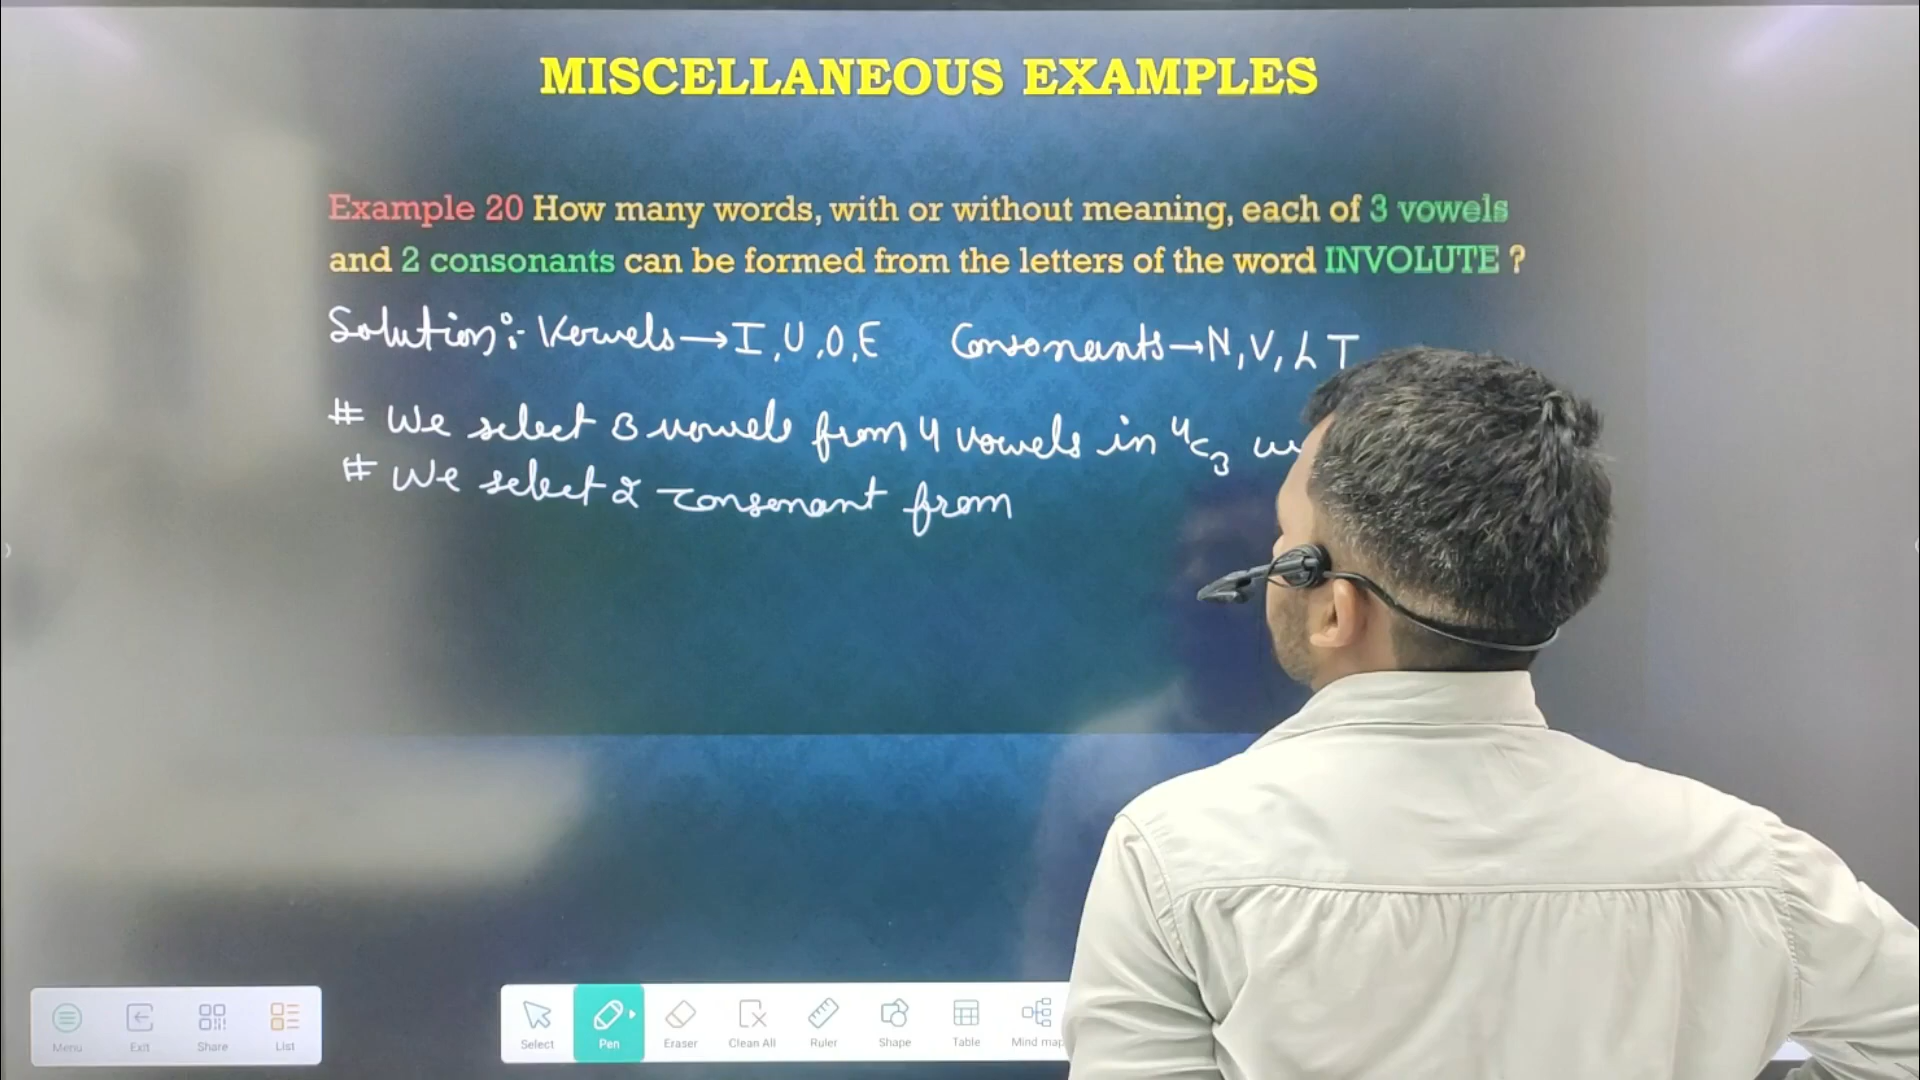 MISCELLANEOUS EXAMPLES
Example 20 How many words, with or without meaning, each of 3 vowels
and 2 consonants can be formed from the letters of the word INVOLUTE ?
Solution:- Vowels→I,U,O,E Consonants→N,V,L T
# We select 3 vowels from 4 vowels in ⁴C₃
# We select 2 consonant from
Menu Exit Share List Select Pen Eraser Clean All Ruler Shape Table Mind map